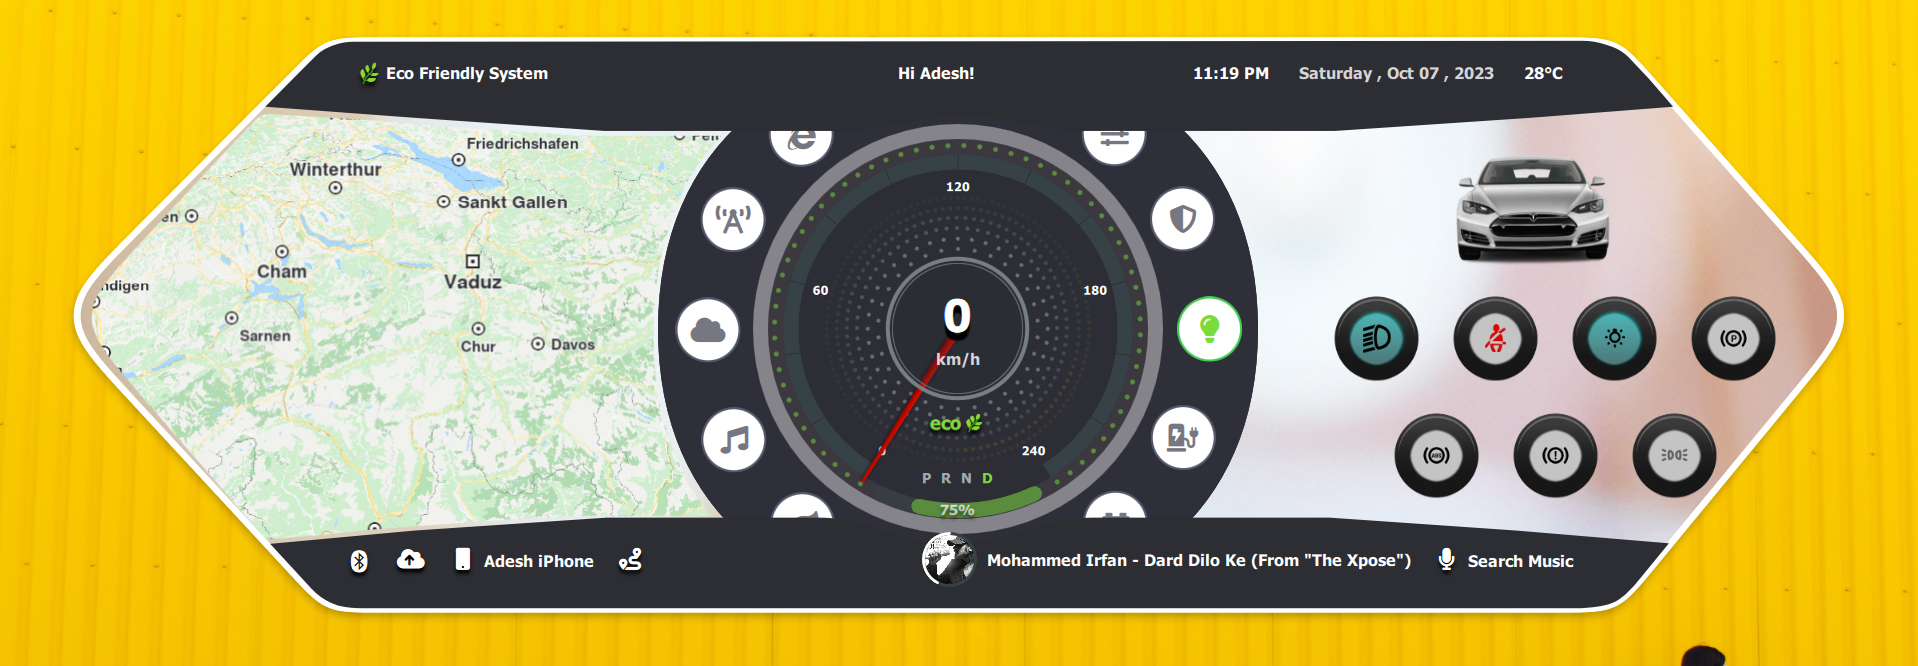 Eco Friendly System
Hi Adesh!
11:19 PM Saturday , Oct 07 , 2023 28°C
Friedrichshafen
Winterthur
Sankt Gallen
en
Cham
Vaduz
ndigen
Sarnen
Chur
Davos
120
60
180
0
km/h
eco
0
240
P R N D
75%
P
ABS
Adesh iPhone
Mohammed Irfan - Dard Dilo Ke (From "The Xpose")
Search Music